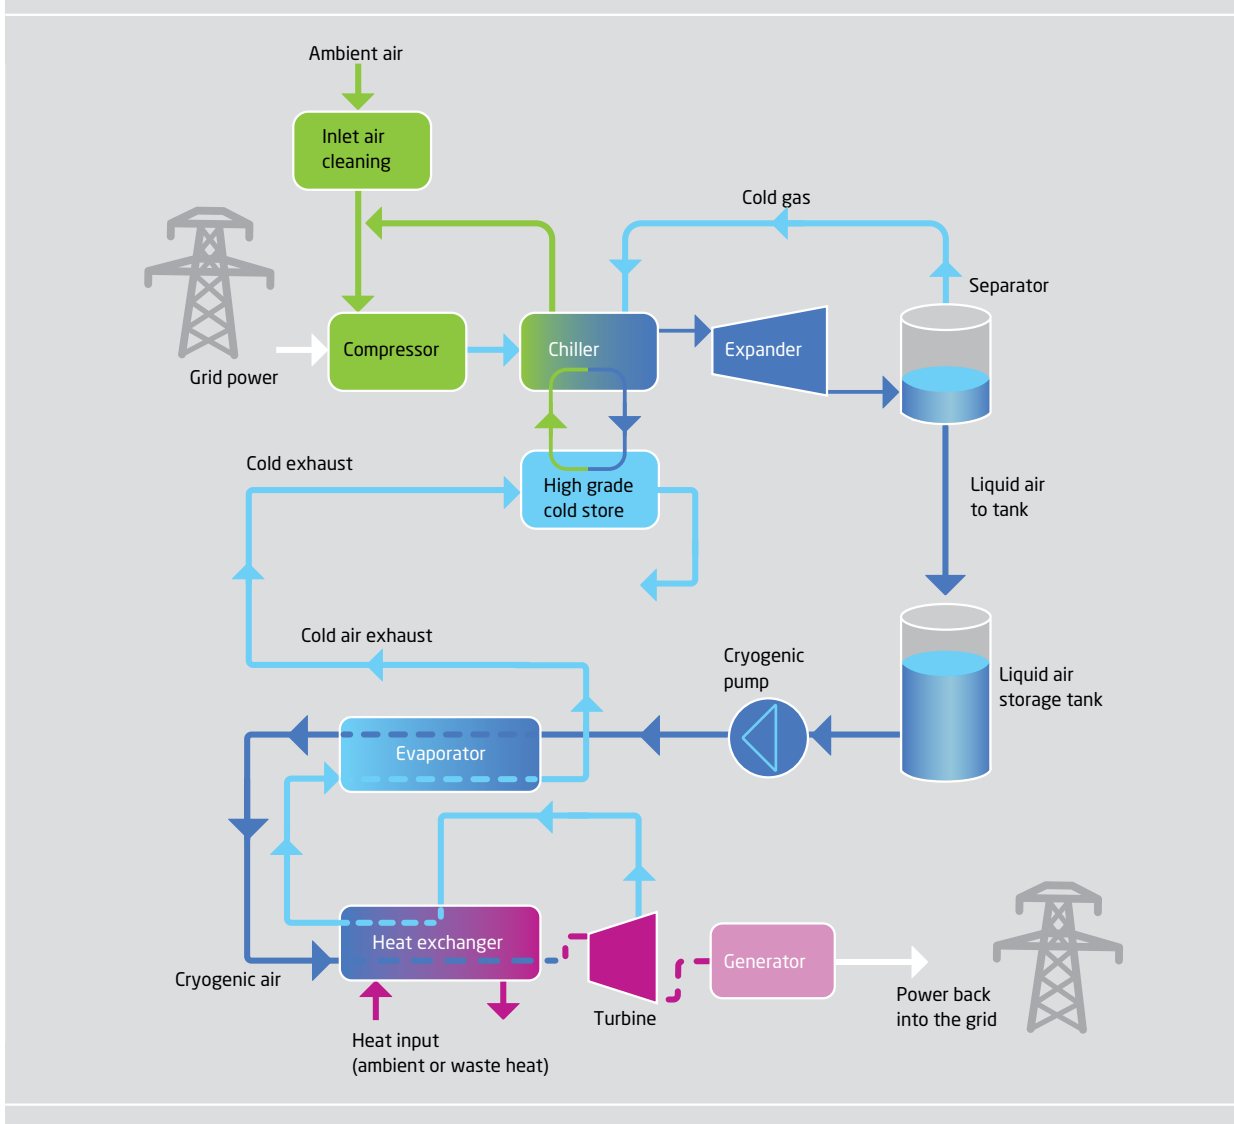 Ambient air
Inlet air
cleaning
Cold gas
Separator
Compressor
Chiller
Expander
Grid power
Cold exhaust
High grade
cold store
Liquid air
to tank
Cold air exhaust
Cryogenic
pump
Liquid air
storage tank
Evaporator
Heat exchanger
Cryogenic air
Generator
Turbine
Power back
into the grid
Heat input
(ambient or waste heat)